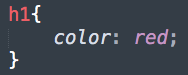 h1{
    color: red;
}